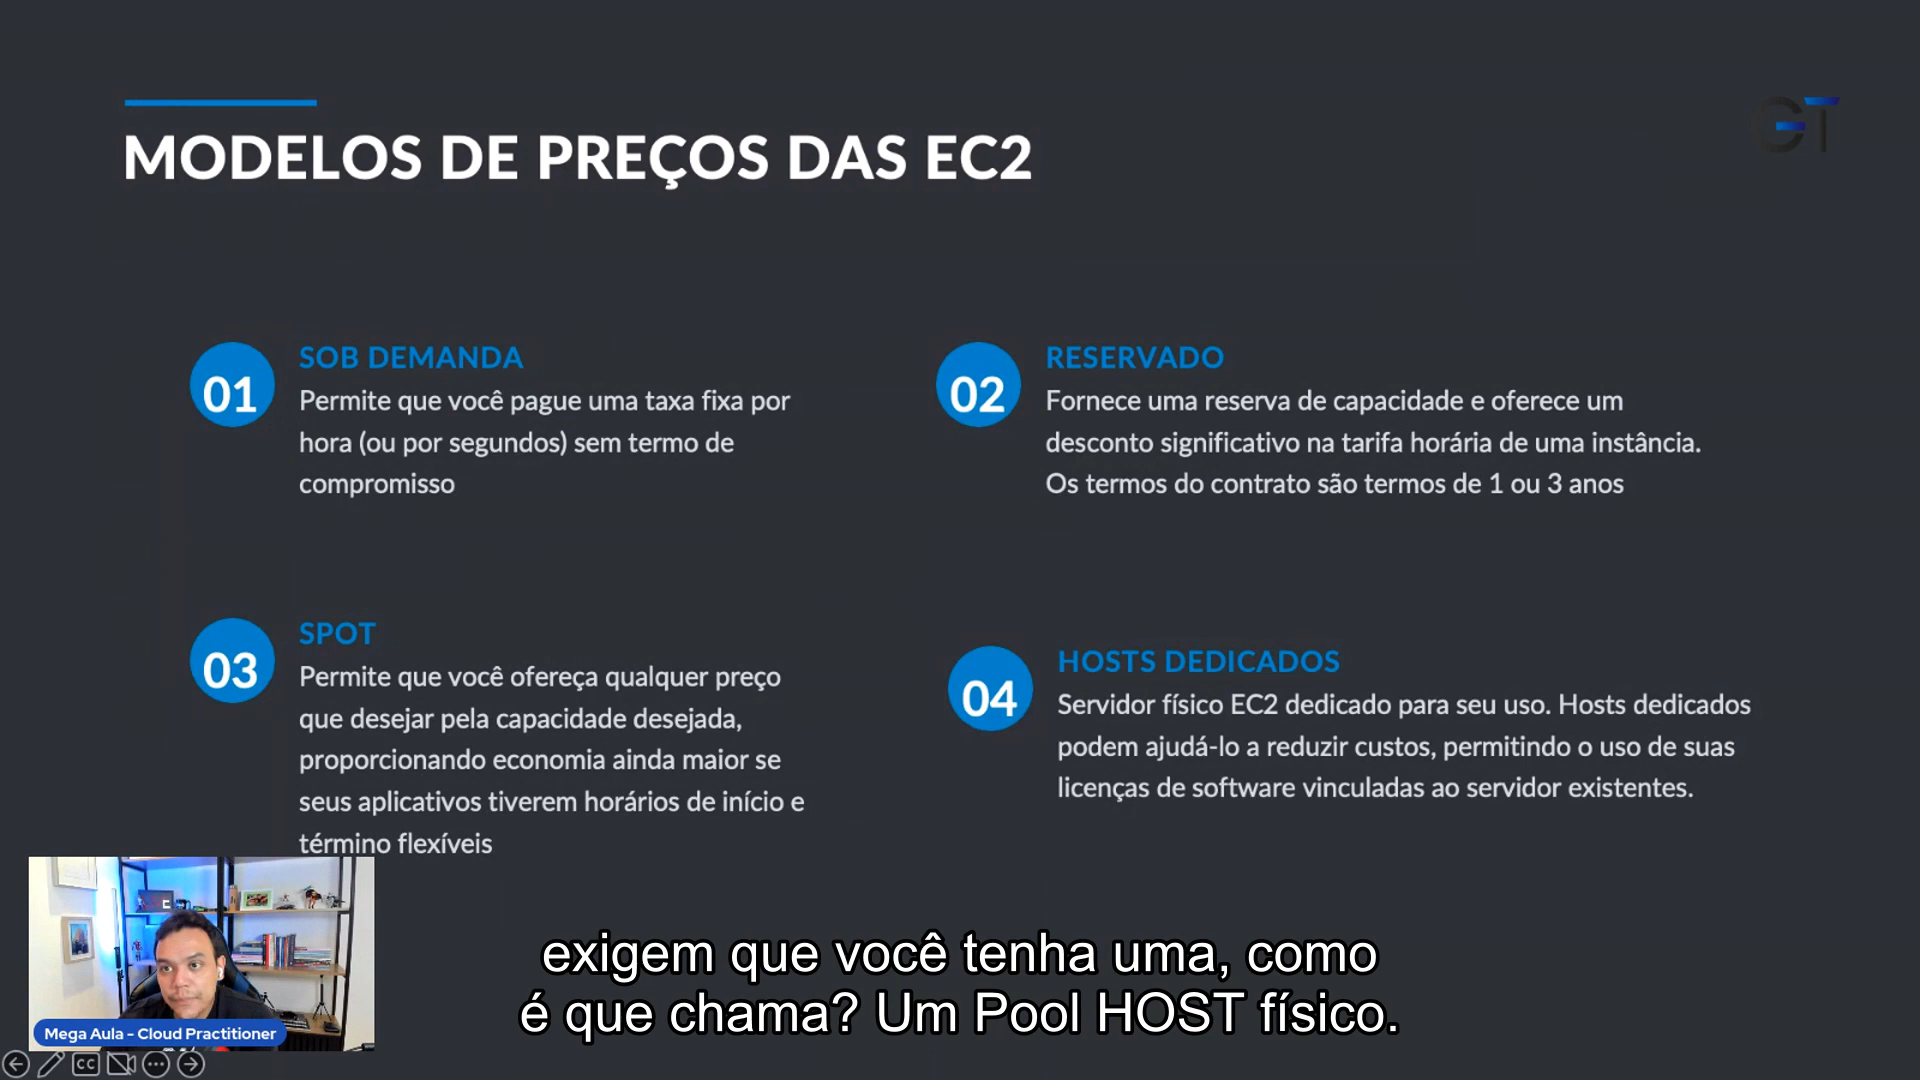 GT
MODELOS DE PREÇOS DAS EC2
01
SOB DEMANDA
Permite que você pague uma taxa fixa por
hora (ou por segundos) sem termo de
compromisso
02
RESERVADO
Fornece uma reserva de capacidade e oferece um
desconto significativo na tarifa horária de uma instância.
Os termos do contrato são termos de 1 ou 3 anos
03
SPOT
Permite que você ofereça qualquer preço
que desejar pela capacidade desejada,
proporcionando economia ainda maior se
seus aplicativos tiverem horários de início e
término flexíveis
04
HOSTS DEDICADOS
Servidor físico EC2 dedicado para seu uso. Hosts dedicados
podem ajudá-lo a reduzir custos, permitindo o uso de suas
licenças de software vinculadas ao servidor existentes.
Mega Aula - Cloud Practitioner
exigem que você tenha uma, como
é que chama? Um Pool HOST físico.
CC